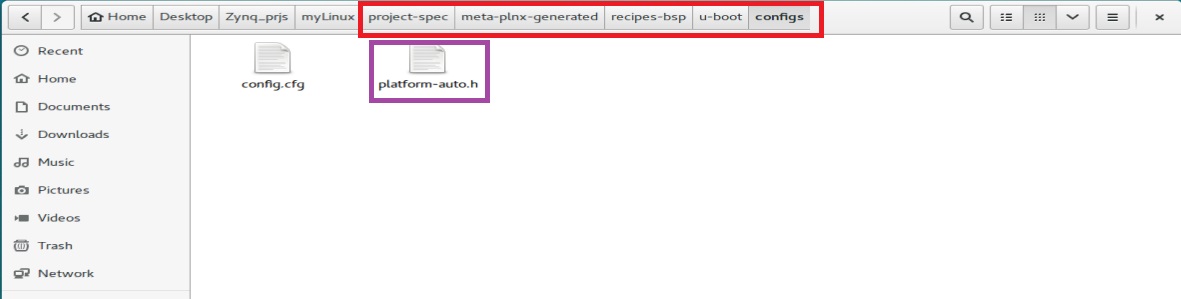 Home Desktop Zynq_prjs myLinux project-spec meta-plnx-generated recipes-bsp u-boot configs
Recent
Home
Documents
Downloads
Music
Pictures
Videos
Trash
Network
config.cfg platform-auto.h